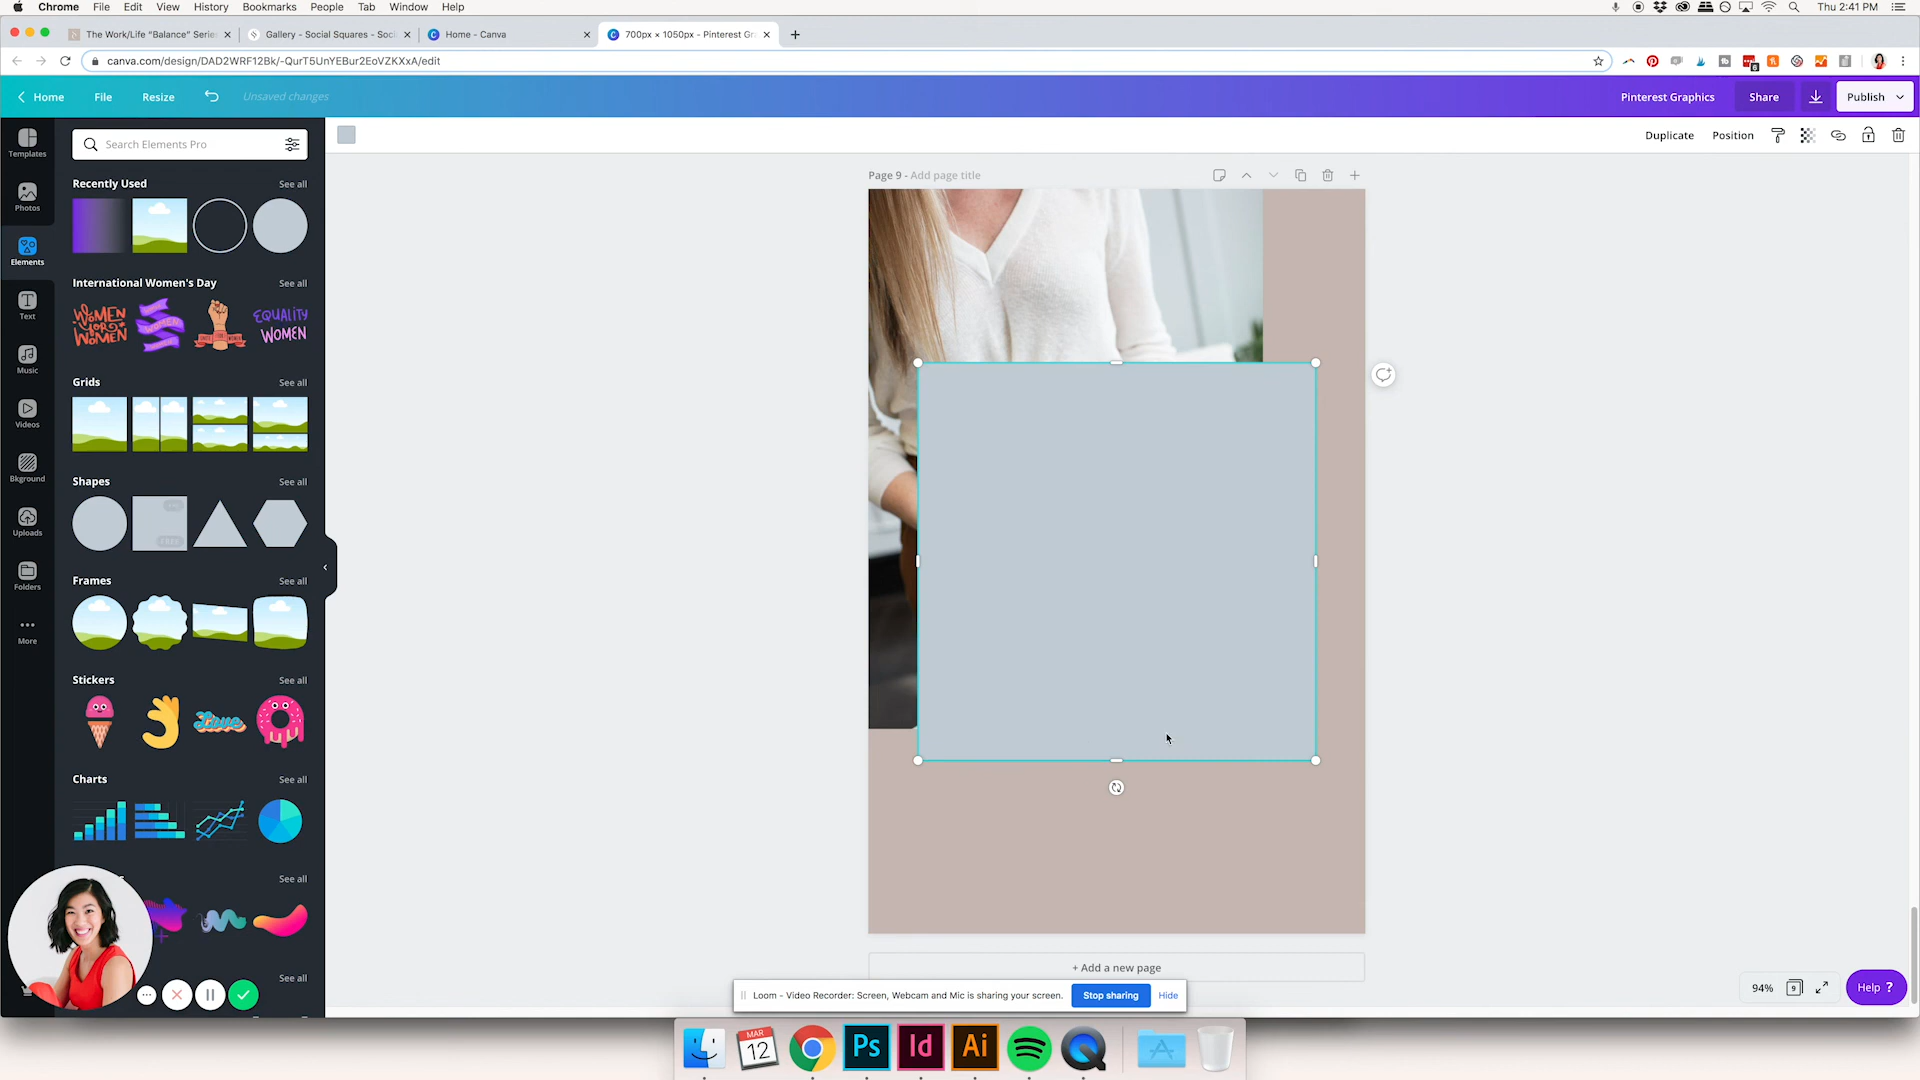 Chrome File Edit View History Bookmarks People Tab Window Help Thu 2:41 PM
The Work/Life “Balance” Serie Gallery - Social Squares - Soci Home - Canva 700px × 1050px - Pinterest Gr
canva.com/design/DAD2WRF12Bk/-QurT5UnYEBur2EoVZKXxA/edit
Home File Resize Unsaved changes Pinterest Graphics Share Publish
Search Elements Pro
Duplicate Position
Templates
Photos
Elements
Text
Music
Videos
Bkground
Uploads
Folders
More
Recently Used See all
International Women's Day See all
WOMEN FOR WOMEN
WOMEN
EQUALITY WOMEN
Grids See all
Shapes See all
FREE
Frames See all
Stickers See all
Love
Charts See all
See all
See all
Page 9 - Add page title
+ Add a new page
Loom – Video Recorder: Screen, Webcam and Mic is sharing your screen. Stop sharing Hide
94% 9 Help ?
MAR
12
Ps
Id
Ai